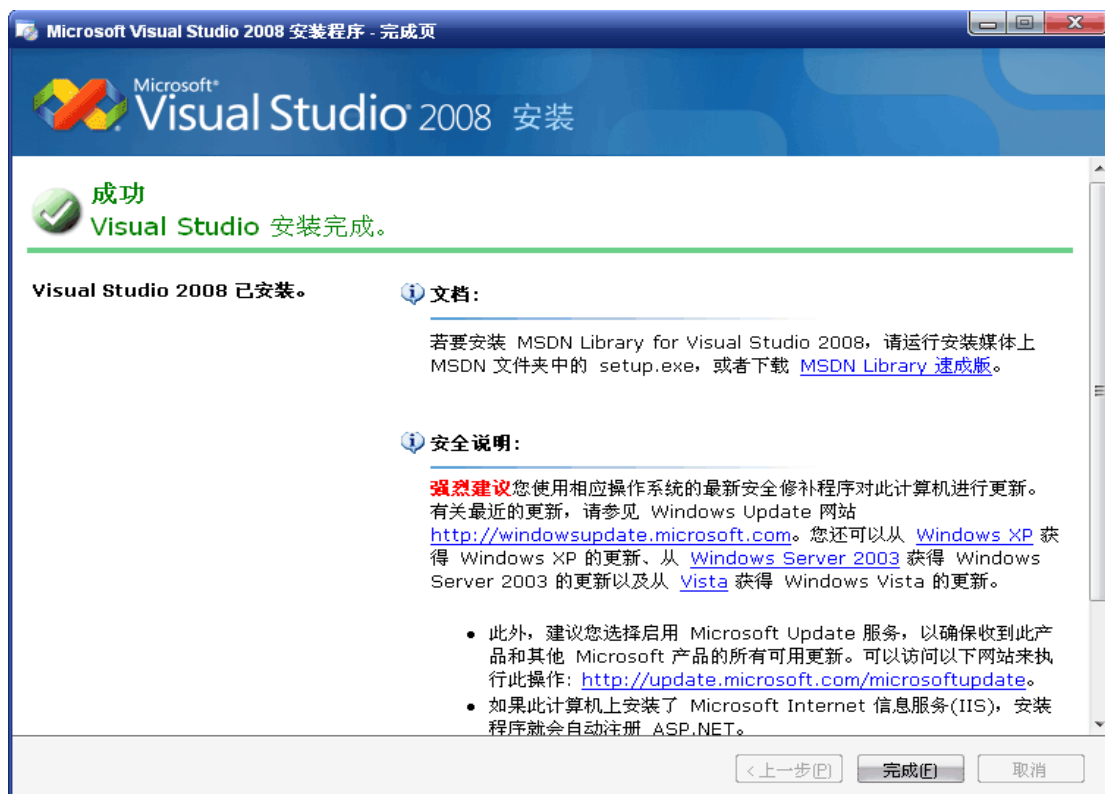 Microsoft Visual Studio 2008 安装程序 - 完成页
Microsoft®
Visual Studio® 2008 安装
成功
Visual Studio 安装完成。
Visual Studio 2008 已安装。
文档:
若要安装 MSDN Library for Visual Studio 2008，请运行安装媒体上
MSDN 文件夹中的 setup.exe，或者下载 MSDN Library 速成版。
安全说明:
强烈建议您使用相应操作系统的最新安全修补程序对此计算机进行更新。
有关最近的更新，请参见 Windows Update 网站
http://windowsupdate.microsoft.com。您还可以从 Windows XP 获
得 Windows XP 的更新、从 Windows Server 2003 获得 Windows
Server 2003 的更新以及从 Vista 获得 Windows Vista 的更新。
• 此外，建议您选择启用 Microsoft Update 服务，以确保收到此产
品和其他 Microsoft 产品的所有可用更新。可以访问以下网站来执
行此操作: http://update.microsoft.com/microsoftupdate。
• 如果此计算机上安装了 Microsoft Internet 信息服务(IIS)，安装
程序就会自动注册 ASP.NET。
<上一步(P) 完成(F) 取消